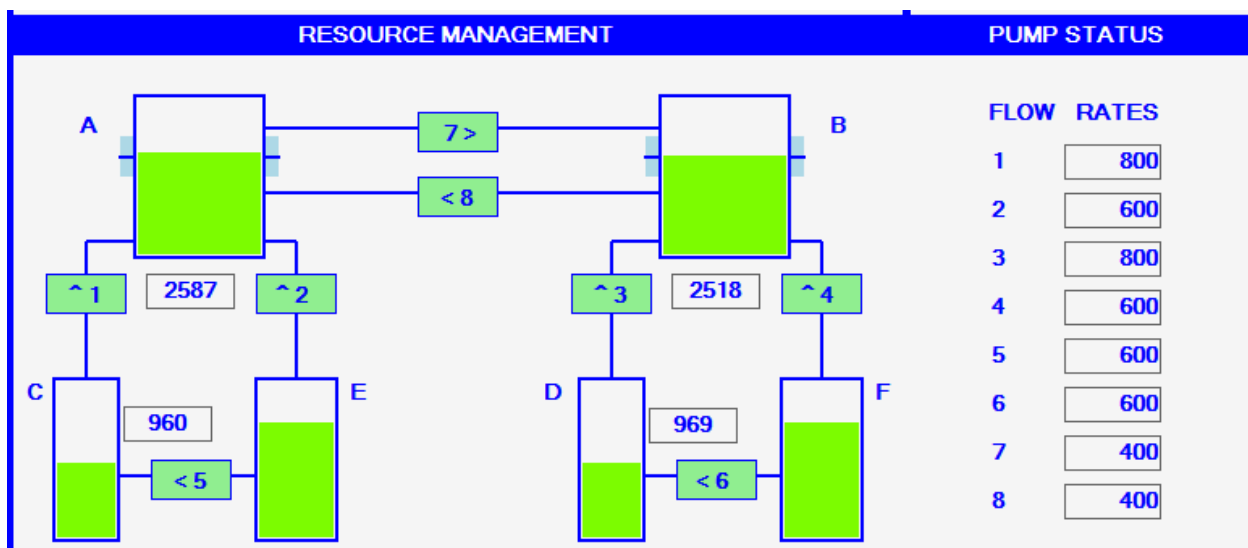 RESOURCE MANAGEMENT
PUMP STATUS
A
7 >
B
< 8
^ 1
2587
^ 2
^ 3
2518
^ 4
C
E
D
F
960
969
< 5
< 6
FLOW RATES
1 800
2 600
3 800
4 600
5 600
6 600
7 400
8 400